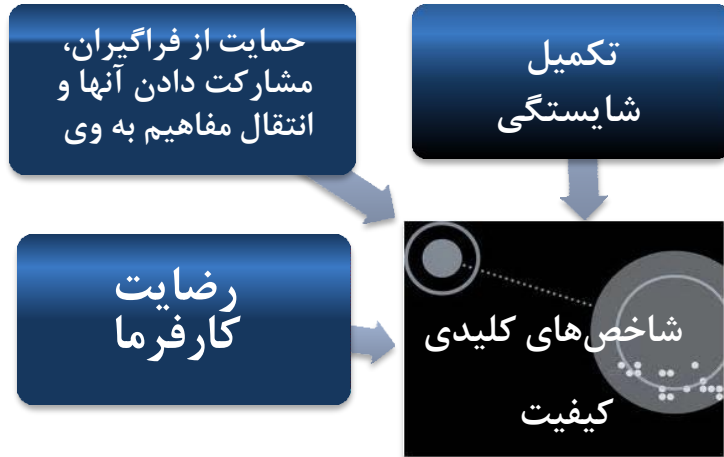 تکمیل
شایستگی
حمایت از فراگیران،
مشارکت دادن آنها و
انتقال مفاهیم به وی
رضایت
کارفرما
شاخص‌های کلیدی
کیفیت